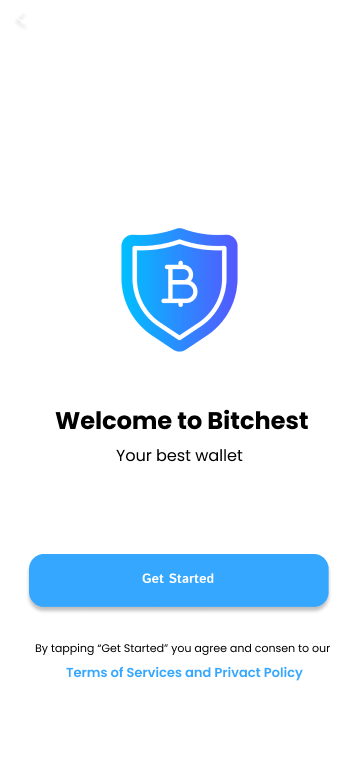 Welcome to Bitchest
Your best wallet
Get Started
By tapping “Get Started” you agree and consen to our
Terms of Services and Privact Policy